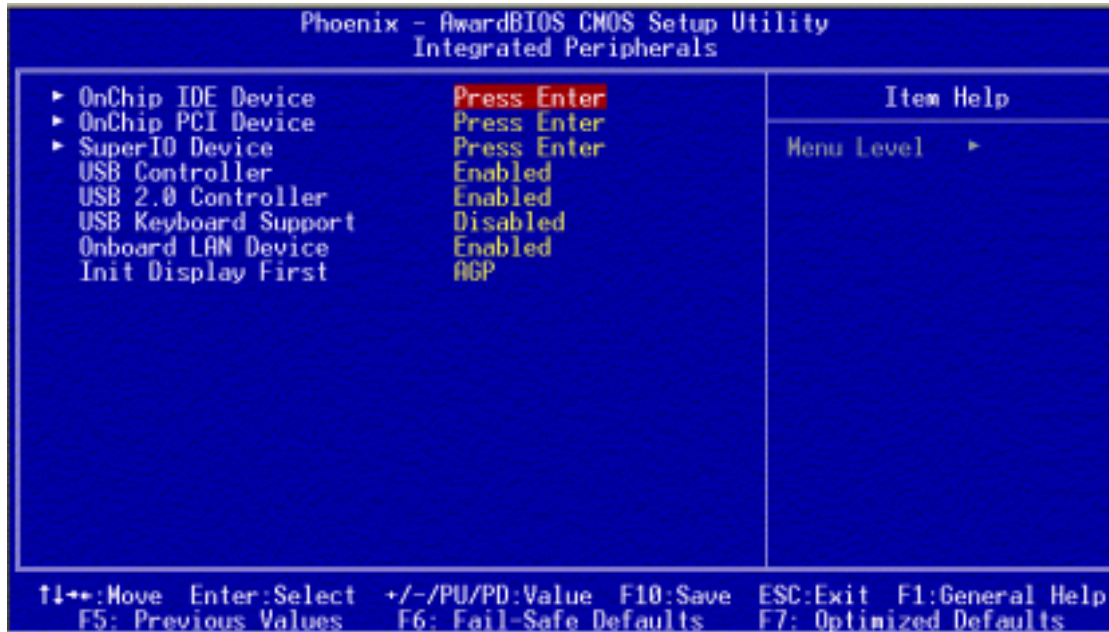 Phoenix - AwardBIOS CMOS Setup Utility
Integrated Peripherals
► OnChip IDE Device Press Enter
► OnChip PCI Device Press Enter
► SuperIO Device Press Enter
USB Controller Enabled
USB 2.0 Controller Enabled
USB Keyboard Support Disabled
Onboard LAN Device Enabled
Init Display First AGP
Item Help
Menu Level ►
↑↓→←:Move Enter:Select +/-/PU/PD:Value F10:Save ESC:Exit F1:General Help
F5: Previous Values F6: Fail-Safe Defaults F7: Optimized Defaults